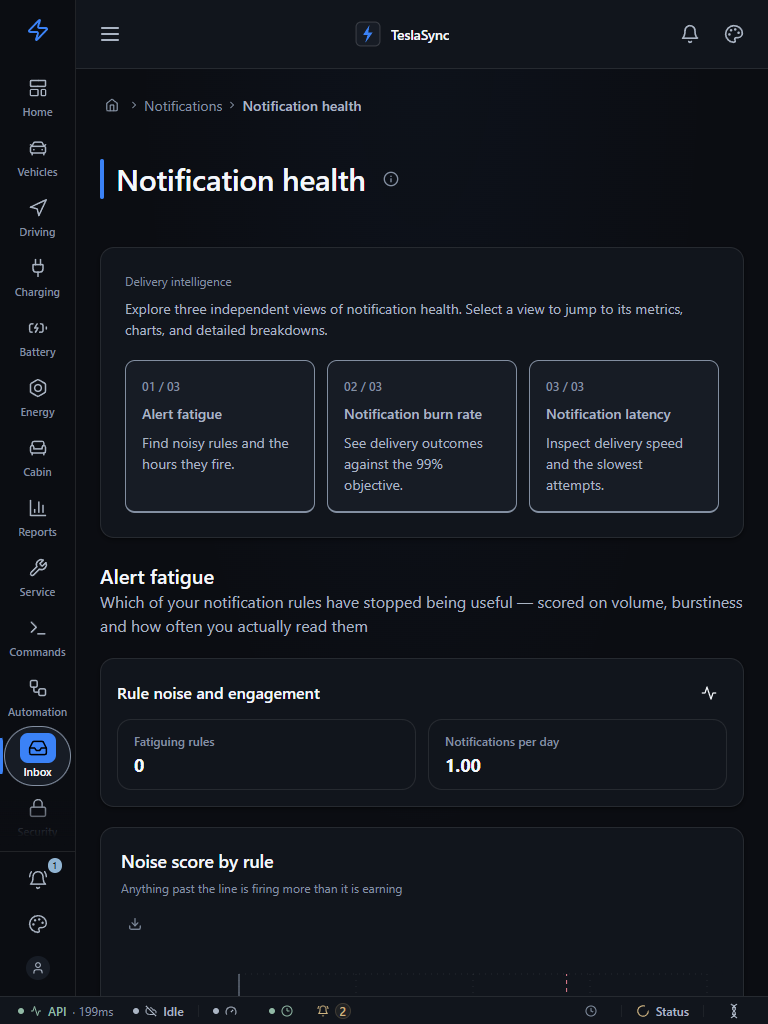 TeslaSync
Home
Vehicles
Driving
Charging
Battery
Energy
Cabin
Reports
Service
Commands
Automation
Inbox
Security
1
Notifications > Notification health
Notification health
Delivery intelligence
Explore three independent views of notification health. Select a view to jump to its metrics,
charts, and detailed breakdowns.
01 / 03
Alert fatigue
Find noisy rules and the
hours they fire.
02 / 03
Notification burn rate
See delivery outcomes
against the 99%
objective.
03 / 03
Notification latency
Inspect delivery speed
and the slowest
attempts.
Alert fatigue
Which of your notification rules have stopped being useful — scored on volume, burstiness
and how often you actually read them
Rule noise and engagement
Fatiguing rules
0
Notifications per day
1.00
Noise score by rule
Anything past the line is firing more than it is earning
API · 199ms
Idle
2
Status